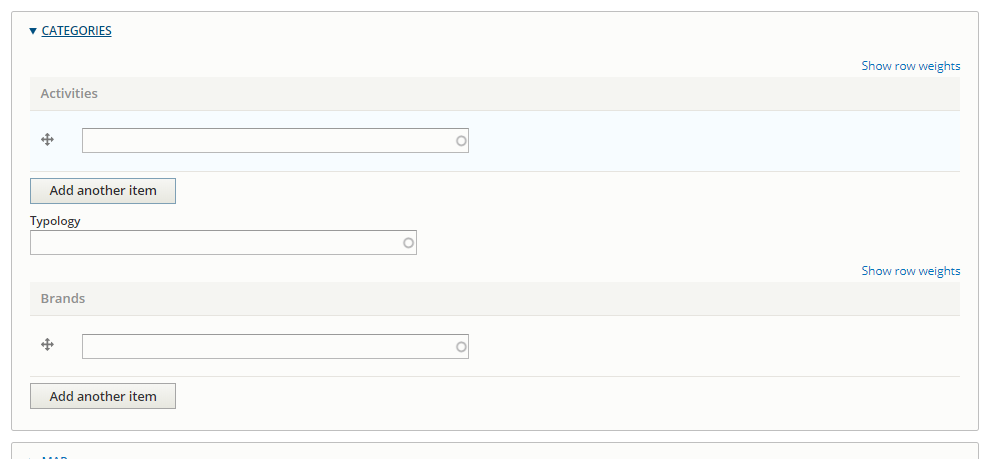 CATEGORIES
Show row weights
Activities
Add another item
Typology
Show row weights
Brands
Add another item